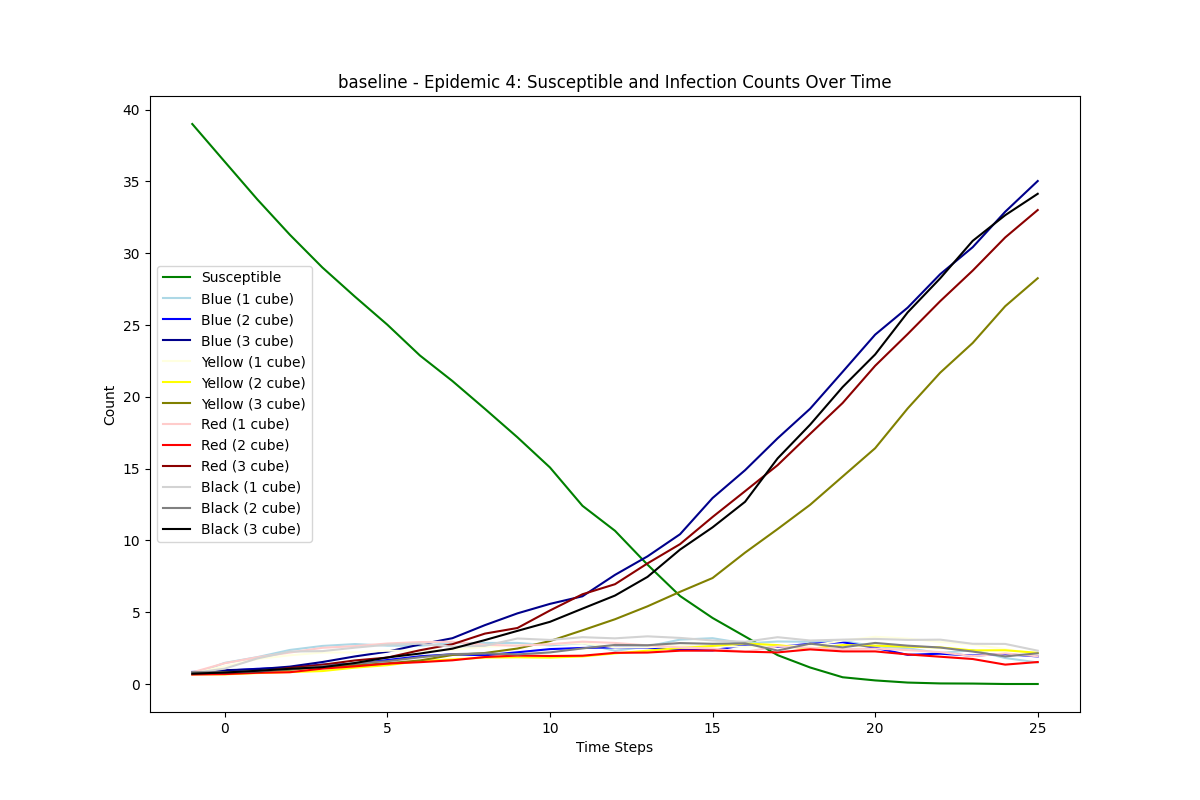 baseline - Epidemic 4: Susceptible and Infection Counts Over Time
40
35
30
25
20
15
10
5
0
Count
Susceptible
Blue (1 cube)
Blue (2 cube)
Blue (3 cube)
Yellow (1 cube)
Yellow (2 cube)
Yellow (3 cube)
Red (1 cube)
Red (2 cube)
Red (3 cube)
Black (1 cube)
Black (2 cube)
Black (3 cube)
0 5 10 15 20 25
Time Steps